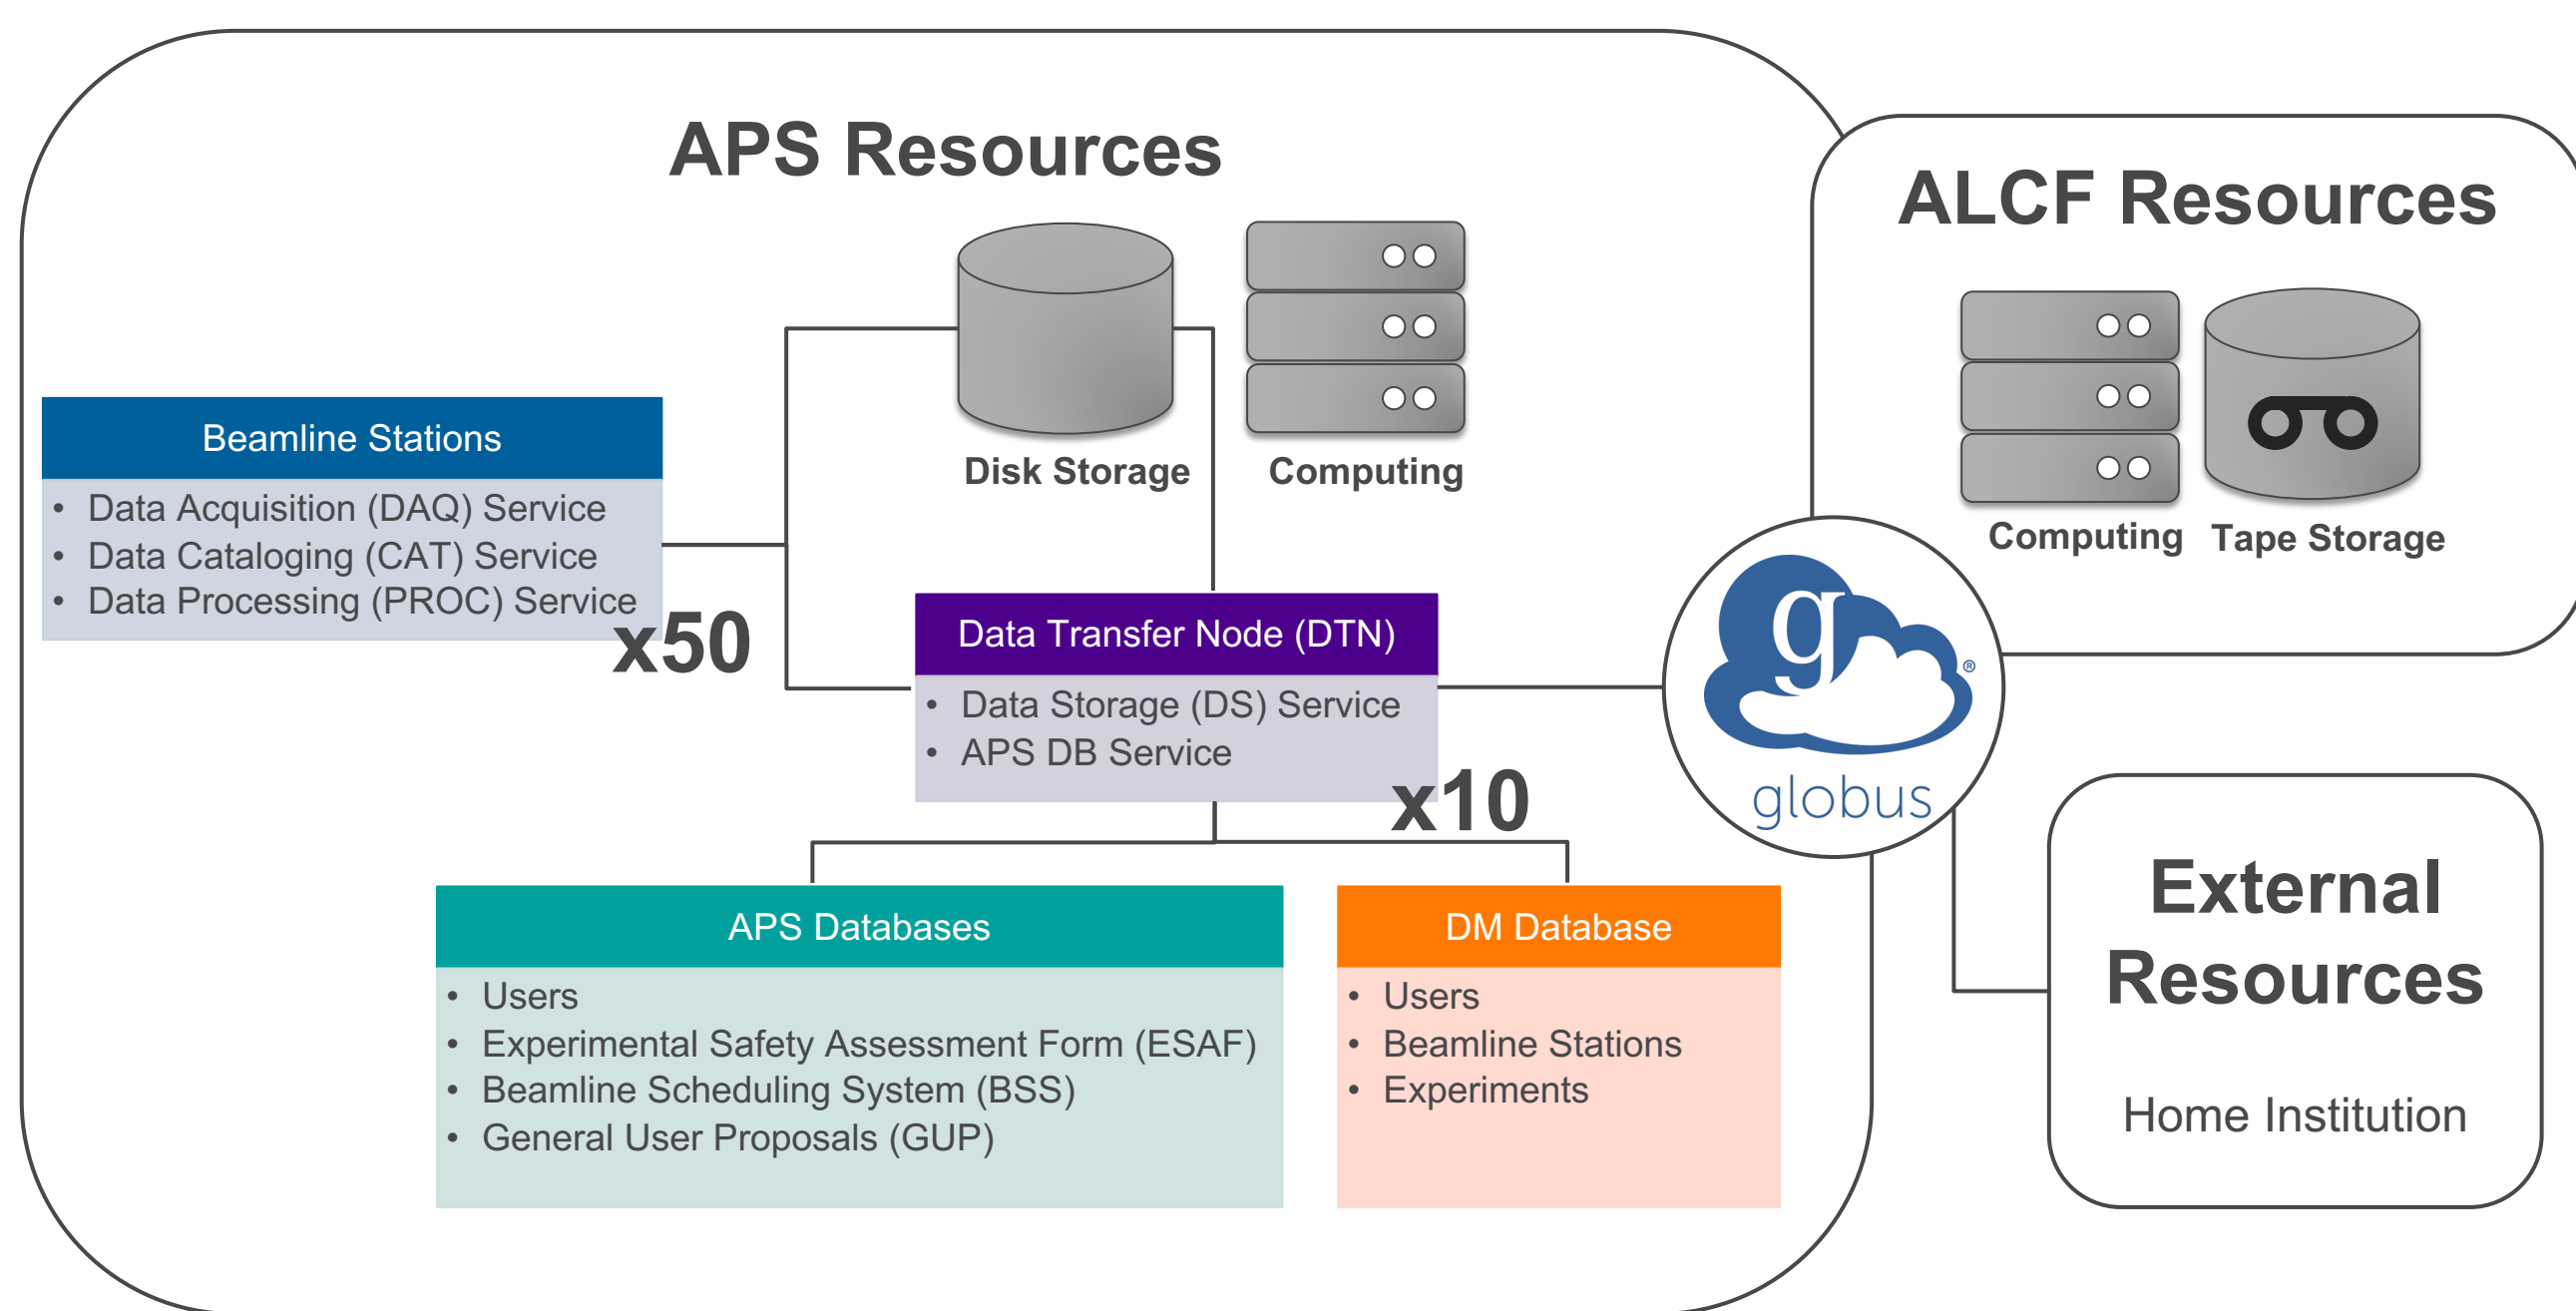 APS Resources
ALCF Resources
Disk Storage
Computing
Computing
Tape Storage
Beamline Stations
• Data Acquisition (DAQ) Service
• Data Cataloging (CAT) Service
• Data Processing (PROC) Service
x50
Data Transfer Node (DTN)
• Data Storage (DS) Service
• APS DB Service
x10
g
®
globus
APS Databases
• Users
• Experimental Safety Assessment Form (ESAF)
• Beamline Scheduling System (BSS)
• General User Proposals (GUP)
DM Database
• Users
• Beamline Stations
• Experiments
External
Resources
Home Institution